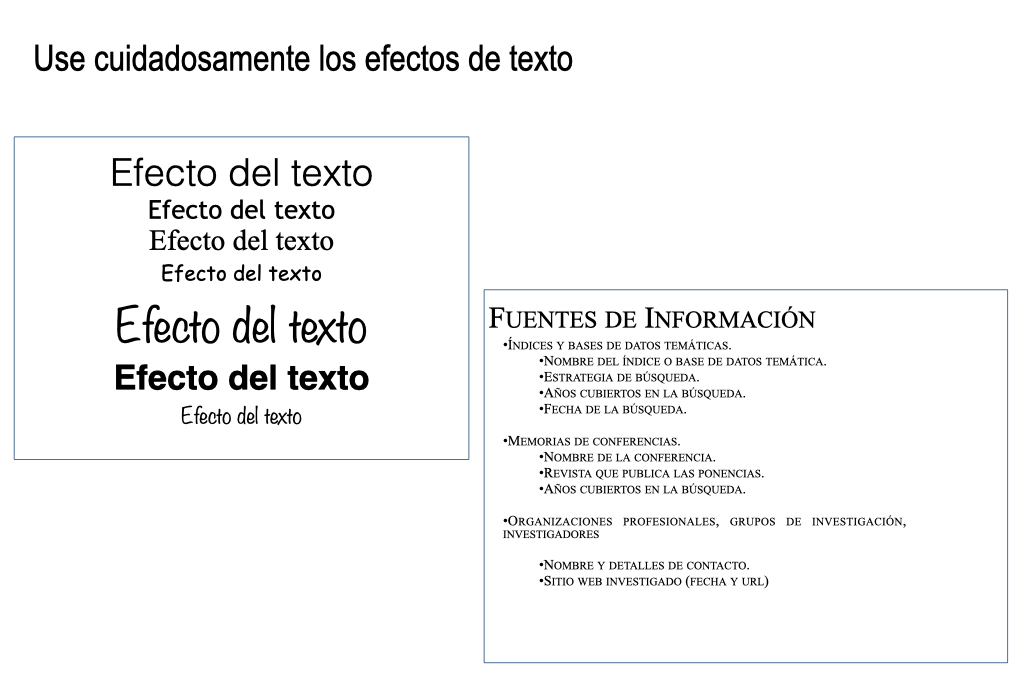 Use cuidadosamente los efectos de texto
Efecto del texto
Efecto del texto
Efecto del texto
Efecto del texto
Efecto del texto
Efecto del texto
Efecto del texto
FUENTES DE INFORMACIÓN
•ÍNDICES Y BASES DE DATOS TEMÁTICAS.
•NOMBRE DEL ÍNDICE O BASE DE DATOS TEMÁTICA.
•ESTRATEGIA DE BÚSQUEDA.
•AÑOS CUBIERTOS EN LA BÚSQUEDA.
•FECHA DE LA BÚSQUEDA.
•MEMORIAS DE CONFERENCIAS.
•NOMBRE DE LA CONFERENCIA.
•REVISTA QUE PUBLICA LAS PONENCIAS.
•AÑOS CUBIERTOS EN LA BÚSQUEDA.
•ORGANIZACIONES PROFESIONALES, GRUPOS DE INVESTIGACIÓN,
INVESTIGADORES
•NOMBRE Y DETALLES DE CONTACTO.
•SITIO WEB INVESTIGADO (FECHA Y URL)